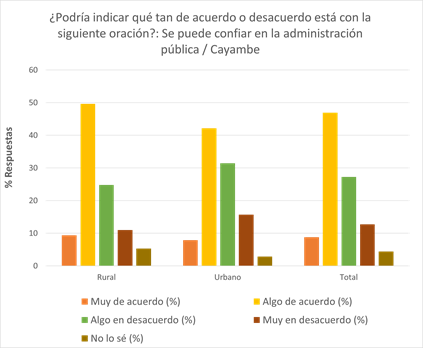 ¿Podría indicar qué tan de acuerdo o desacuerdo está con la
siguiente oración?: Se puede confiar en la administración
pública / Cayambe
60
50
40
30
20
10
0
% Respuestas
Rural
Urbano
Total
Muy de acuerdo (%)
Algo de acuerdo (%)
Algo en desacuerdo (%)
Muy en desacuerdo (%)
No lo sé (%)